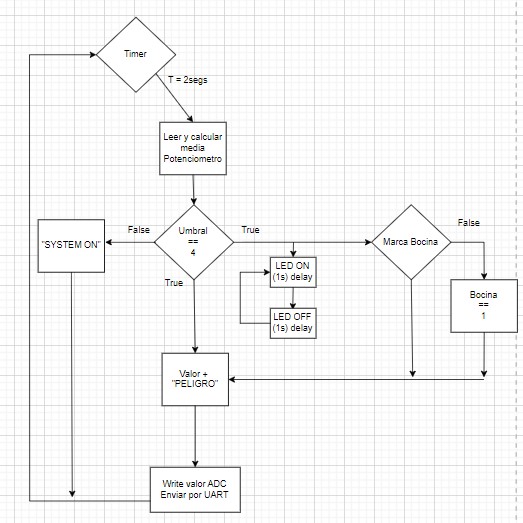 Timer
T = 2segs
Leer y calcular
media
Potenciometro
False
Umbral
==
4
True
Marca Bocina
False
"SYSTEM ON"
LED ON
(1s) delay
True
Bocina
==
1
LED OFF
(1s) delay
Valor +
"PELIGRO"
Write valor ADC
Enviar por UART